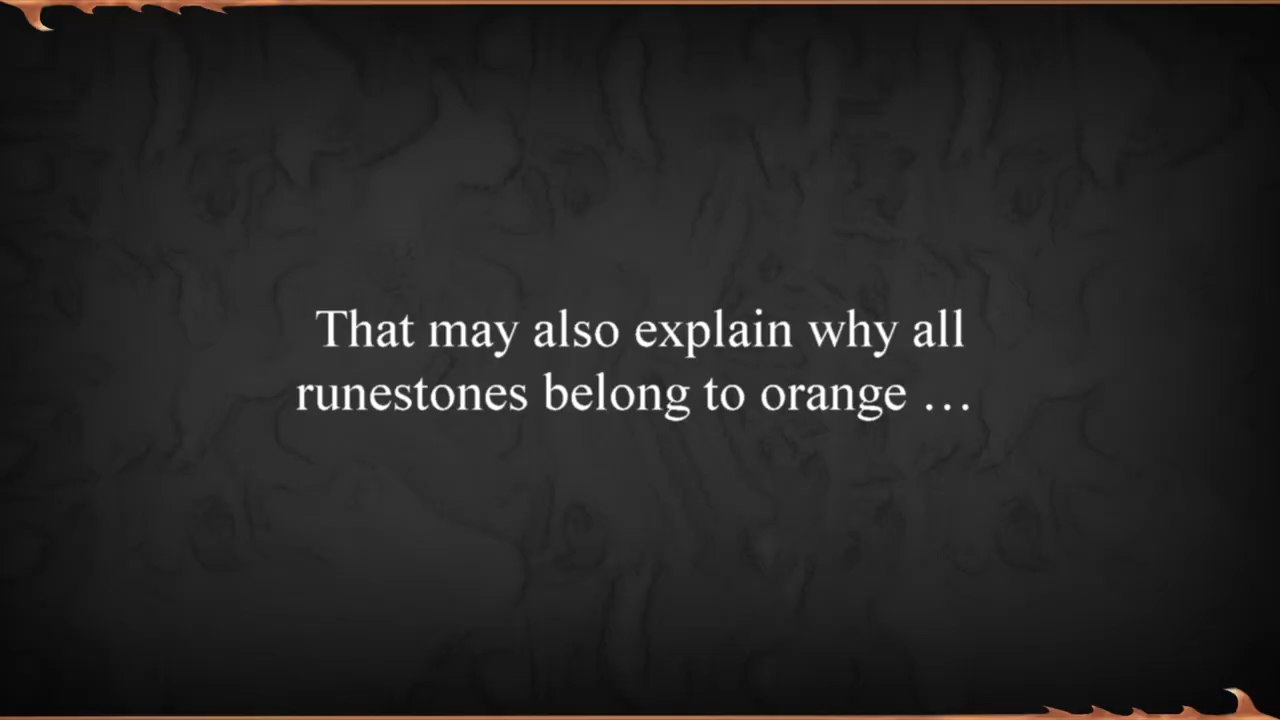 That may also explain why all
runestones belong to orange …